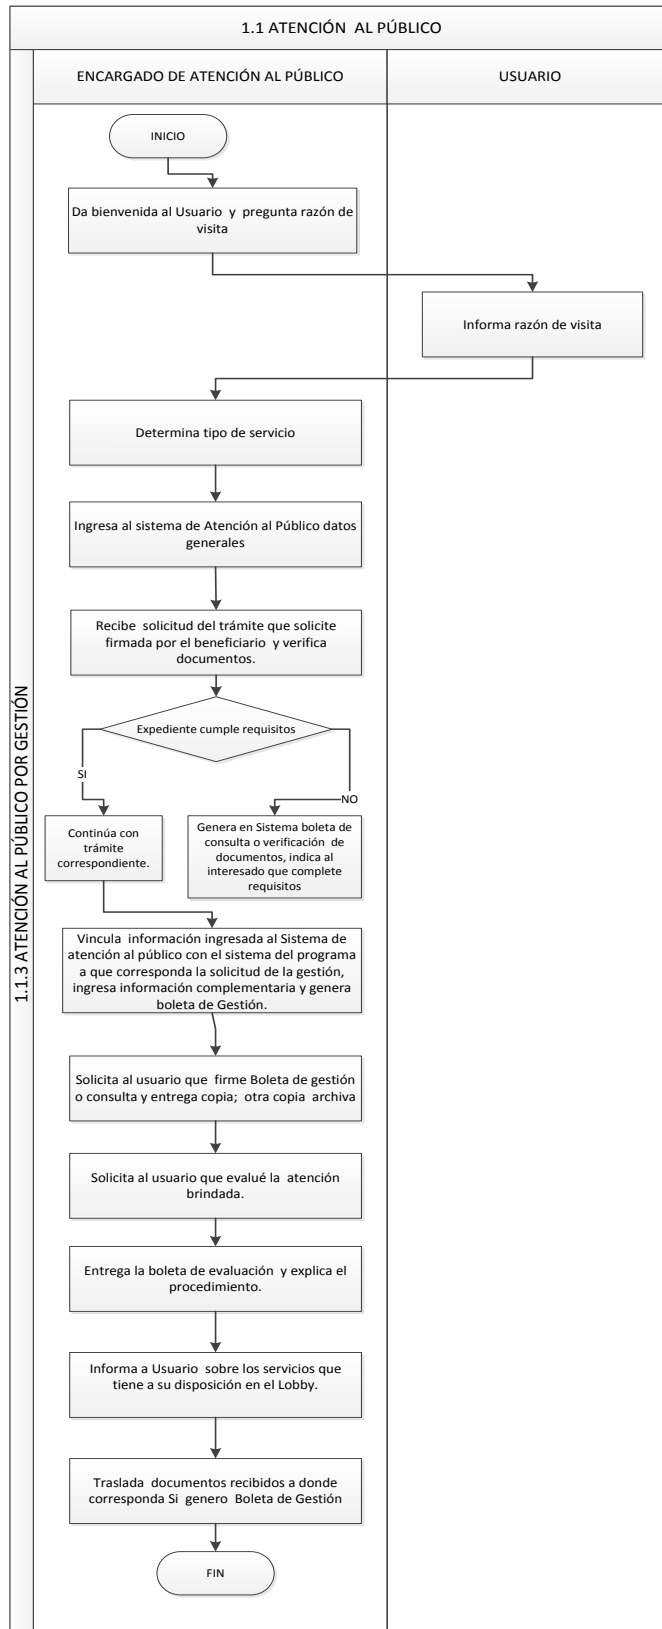 1.1 ATENCIÓN AL PÚBLICO
ENCARGADO DE ATENCIÓN AL PÚBLICO
USUARIO
1.1.3 ATENCIÓN AL PÚBLICO POR GESTIÓN
INICIO
Da bienvenida al Usuario y pregunta razón de
visita
Informa razón de visita
Determina tipo de servicio
Ingresa al sistema de Atención al Público datos
generales
Recibe solicitud del trámite que solicite
firmada por el beneficiario y verifica
documentos.
Expediente cumple requisitos
SI
NO
Continúa con
trámite
correspondiente.
Genera en Sistema boleta de
consulta o verificación de
documentos, indica al
interesado que complete
requisitos
Vincula información ingresada al Sistema de
atención al público con el sistema del programa
a que corresponda la solicitud de la gestión,
ingresa información complementaria y genera
boleta de Gestión.
Solicita al usuario que firme Boleta de gestión
o consulta y entrega copia; otra copia archiva
Solicita al usuario que evalué la atención
brindada.
Entrega la boleta de evaluación y explica el
procedimiento.
Informa a Usuario sobre los servicios que
tiene a su disposición en el Lobby.
Traslada documentos recibidos a donde
corresponda Si genero Boleta de Gestión
FIN